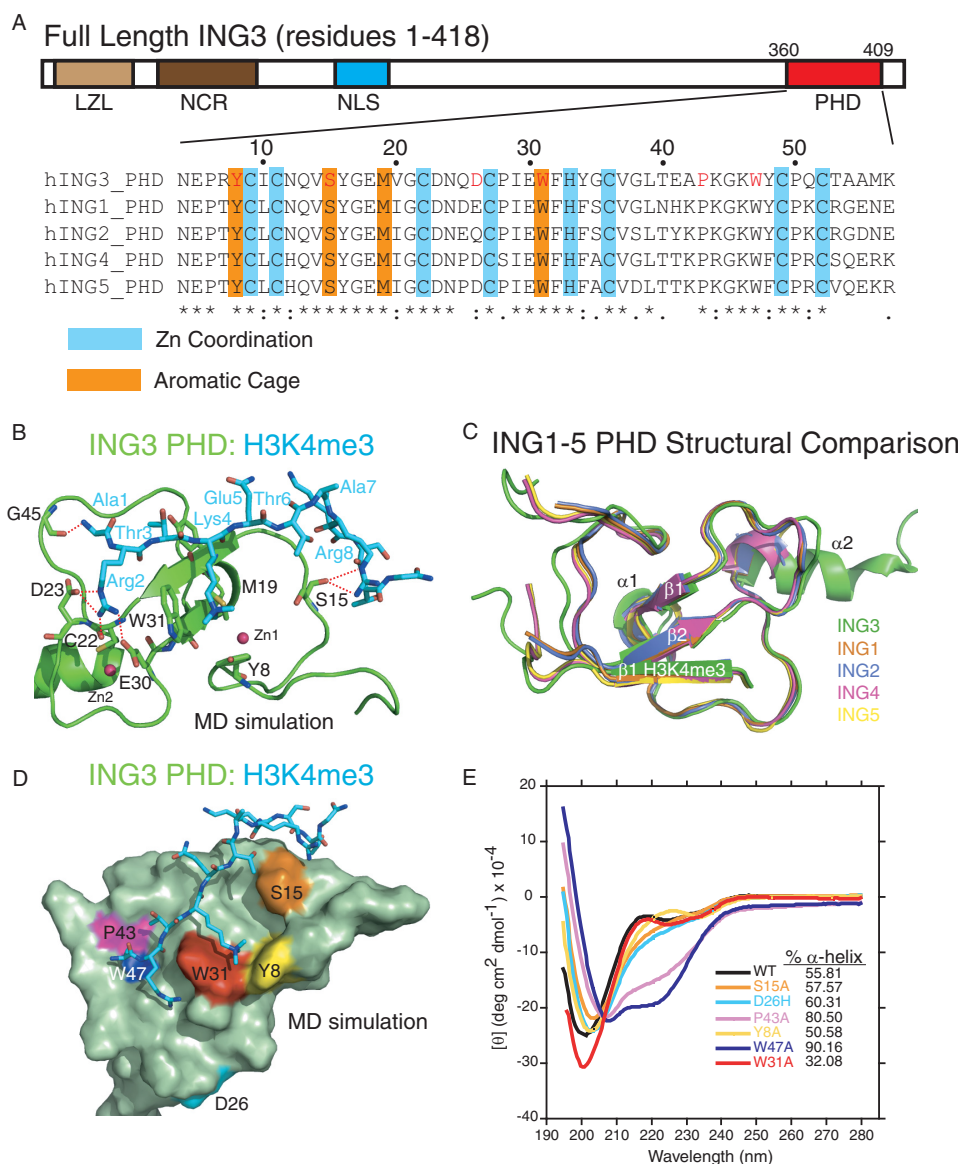 A
Full Length ING3 (residues 1-418)
360 409
LZL NCR NLS PHD
10 20 30 40 50
hING3_PHD NEPRYCICNQVSYGEMVGCDNQDCPIEWFHYGCVGLTEAPKGKWYCPQCTAAMK
hING1_PHD NEPTYCLCNQVSYGEMIGCDNDECPIEWFHFSCVGLNHKPKGKWYCPKCRGENE
hING2_PHD NEPTYCLCNQVSYGEMIGCDNEQCPIEWFHFSCVSLTYKPKGKWYCPKCRGDNE
hING4_PHD NEPTYCLCHQVSYGEMIGCDNPDCSIEWFHFACVGLTTKPRGKWFCPRCSQERK
hING5_PHD NEPTYCLCHQVSYGEMIGCDNPDCPIEWFHFACVDLTTKPKGKWFCPRCVQEKR
Zn Coordination
Aromatic Cage
B
ING3 PHD: H3K4me3
G45
Ala1
Thr3
Arg2
Lys4
Glu5
Thr6
Ala7
Arg8
D23
C22
W31
M19
S15
Zn1
Zn2
E30
Y8
MD simulation
C
ING1-5 PHD Structural Comparison
α1
α2
β1
β2
β1 H3K4me3
ING3
ING1
ING2
ING4
ING5
D
ING3 PHD: H3K4me3
S15
P43
W47
W31
Y8
MD simulation
D26
E
20
10
0
-10
-20
-30
-40
[θ] (deg cm2 dmol-1) x 10-4
% α-helix
WT 55.81
S15A 57.57
D26H 60.31
P43A 80.50
Y8A 50.58
W47A 90.16
W31A 32.08
190 200 210 220 230 240 250 260 270 280
Wavelength (nm)